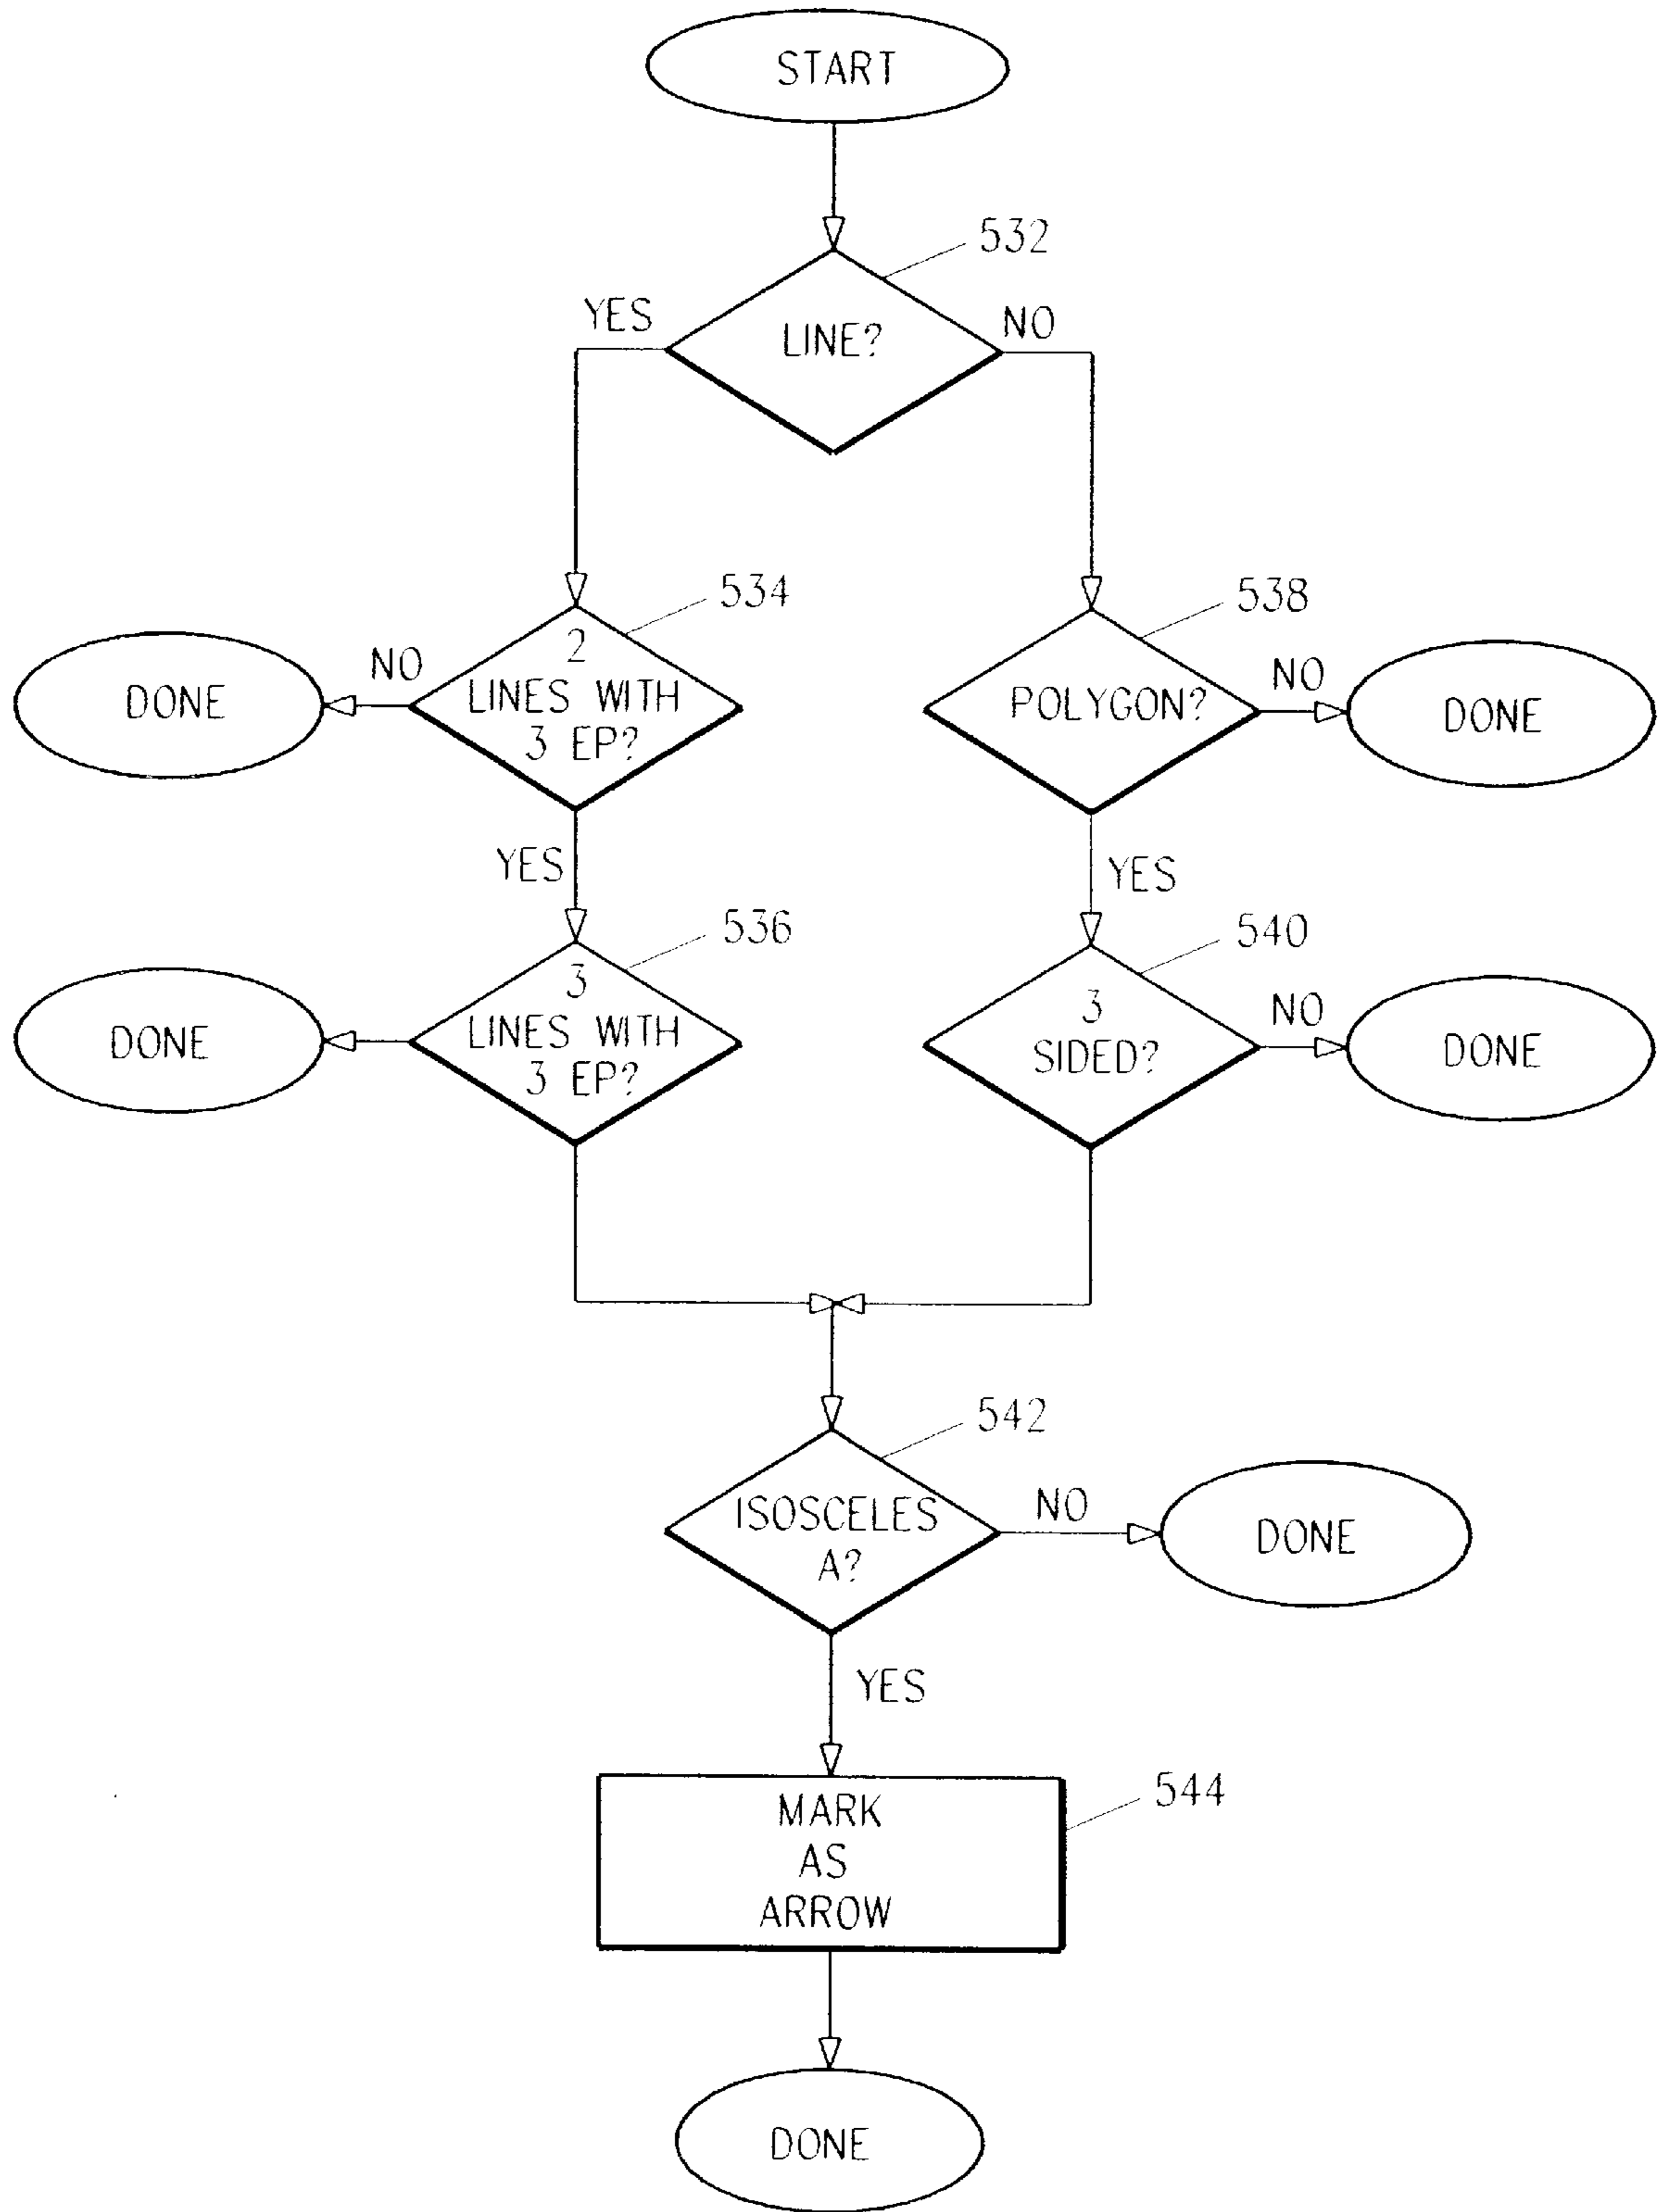 START
532
YES
LINE?
NO
534
538
2
LINES WITH
3 EP?
NO
DONE
POLYGON?
NO
DONE
YES
YES
536
540
3
LINES WITH
3 EP?
DONE
3
SIDED?
NO
DONE
542
ISOSCELES
A?
NO
DONE
YES
544
MARK
AS
ARROW
DONE